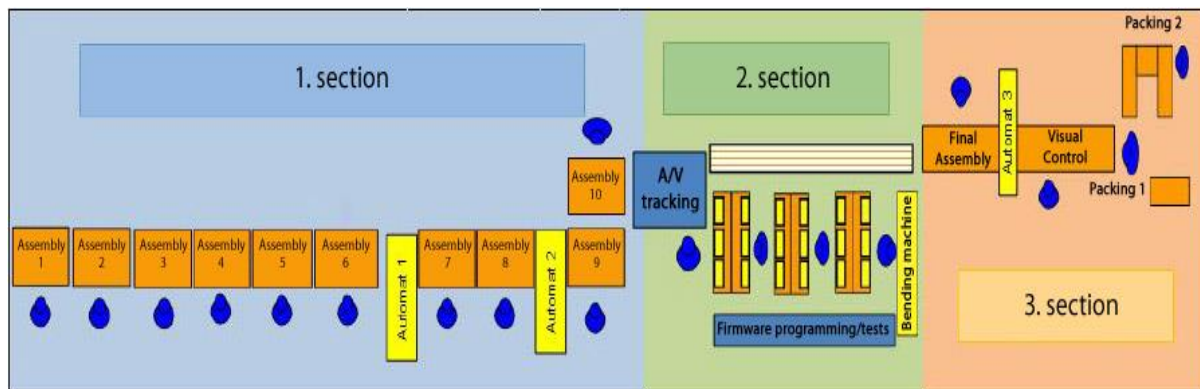 1. section
2. section
Packing 2
Automat 3
Final
Assembly
Visual
Control
A/V
tracking
Assembly
10
Packing 1
Assembly
1
Assembly
2
Assembly
3
Assembly
4
Assembly
5
Assembly
6
Automat 1
Assembly
7
Assembly
8
Automat 2
Assembly
9
Bending machine
Firmware programming/tests
3. section